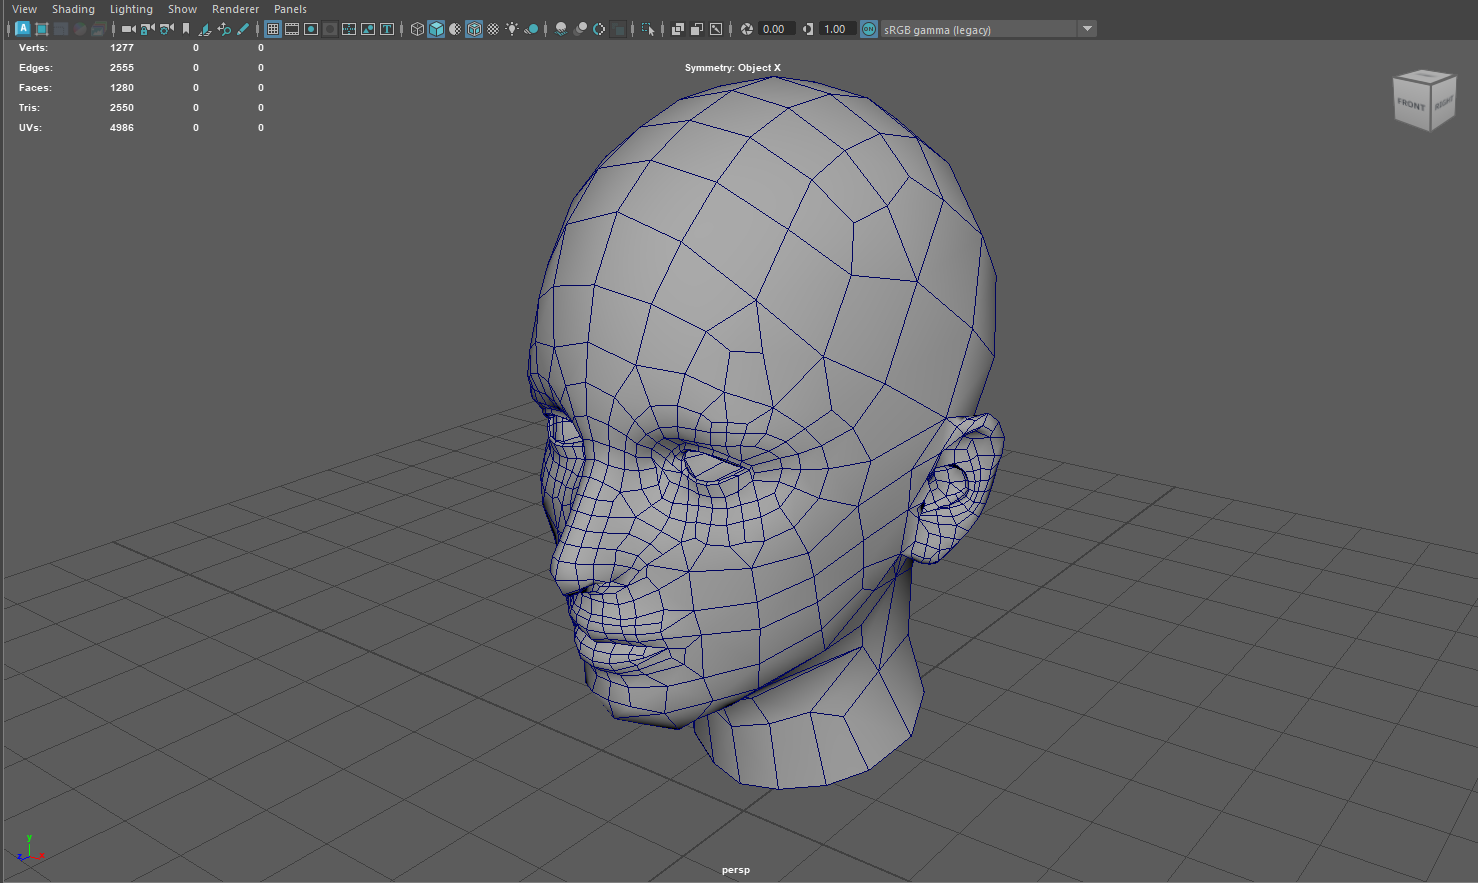 View Shading Lighting Show Renderer Panels
A T 0.00 1.00 ON sRGB gamma (legacy)
Verts: 1277 0 0
Edges: 2555 0 0
Faces: 1280 0 0
Tris: 2550 0 0
UVs: 4986 0 0
Symmetry: Object X
FRONT RIGHT
y
z x
persp